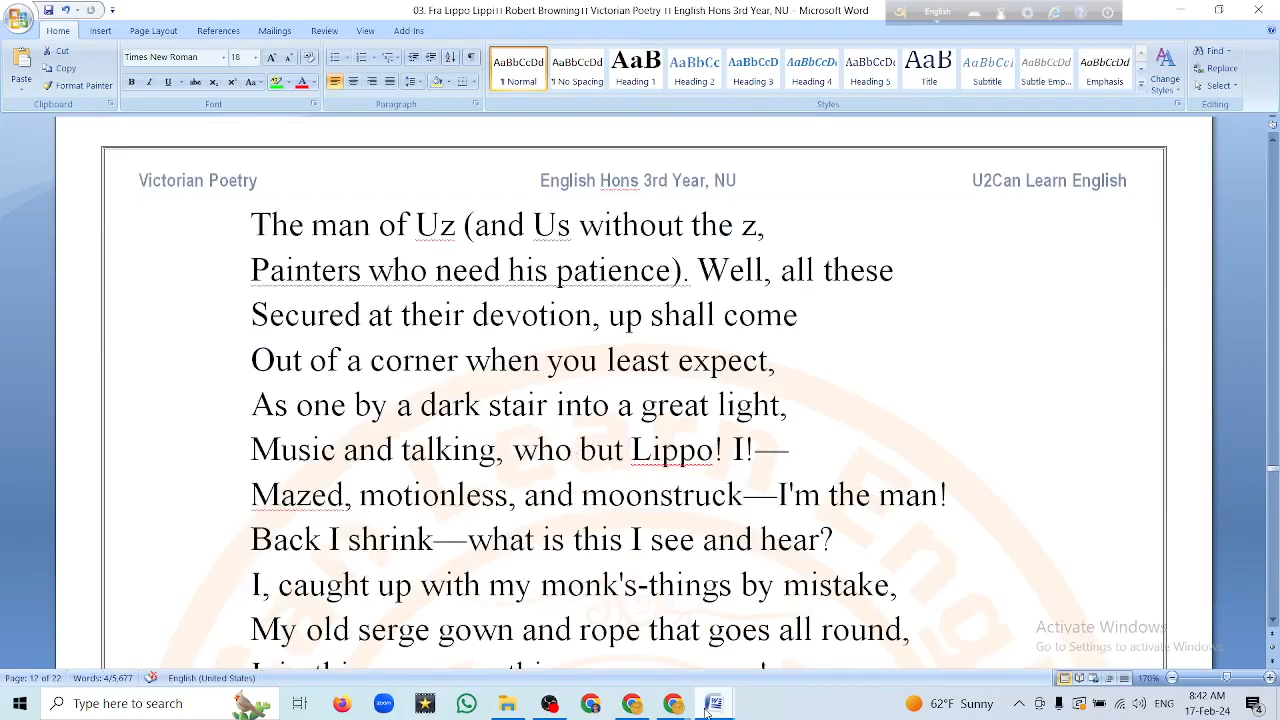 03. Fra Lippo Lippi॥ Robert Browning॥ Victorian Poetry ॥ English Hons 3rd Year, NU - Microsoft Word
English
Home Insert Page Layout References Mailings Review View Add-Ins
Paste
Cut
Copy
Format Painter
Clipboard
Times New Roman 18
Font
Paragraph
AaBbCcDd AaBbCcDd AaB AaBbCc AaBbCcD AaBbCcDd AaBbCcDd AaB AaBbCcDd AaBbCcDd AaBbCcDd
¶ Normal ¶ No Spacing Heading 1 Heading 2 Heading 3 Heading 4 Heading 5 Title Subtitle Subtle Emp... Emphasis
Change Styles
Styles
Find
Replace
Select
Editing
Victorian Poetry English Hons 3rd Year, NU U2Can Learn English
The man of Uz (and Us without the z,
Painters who need his patience). Well, all these
Secured at their devotion, up shall come
Out of a corner when you least expect,
As one by a dark stair into a great light,
Music and talking, who but Lippo! I!—
Mazed, motionless, and moonstruck—I'm the man!
Back I shrink—what is this I see and hear?
I, caught up with my monk's-things by mistake,
My old serge gown and rope that goes all round,
Activate Windows
Go to Settings to activate Windows.
Page: 12 of 22 Words: 4/5,677 English (United States) 170%
Type here to search
62°F Sunny
8:42 AM
17-Feb-24